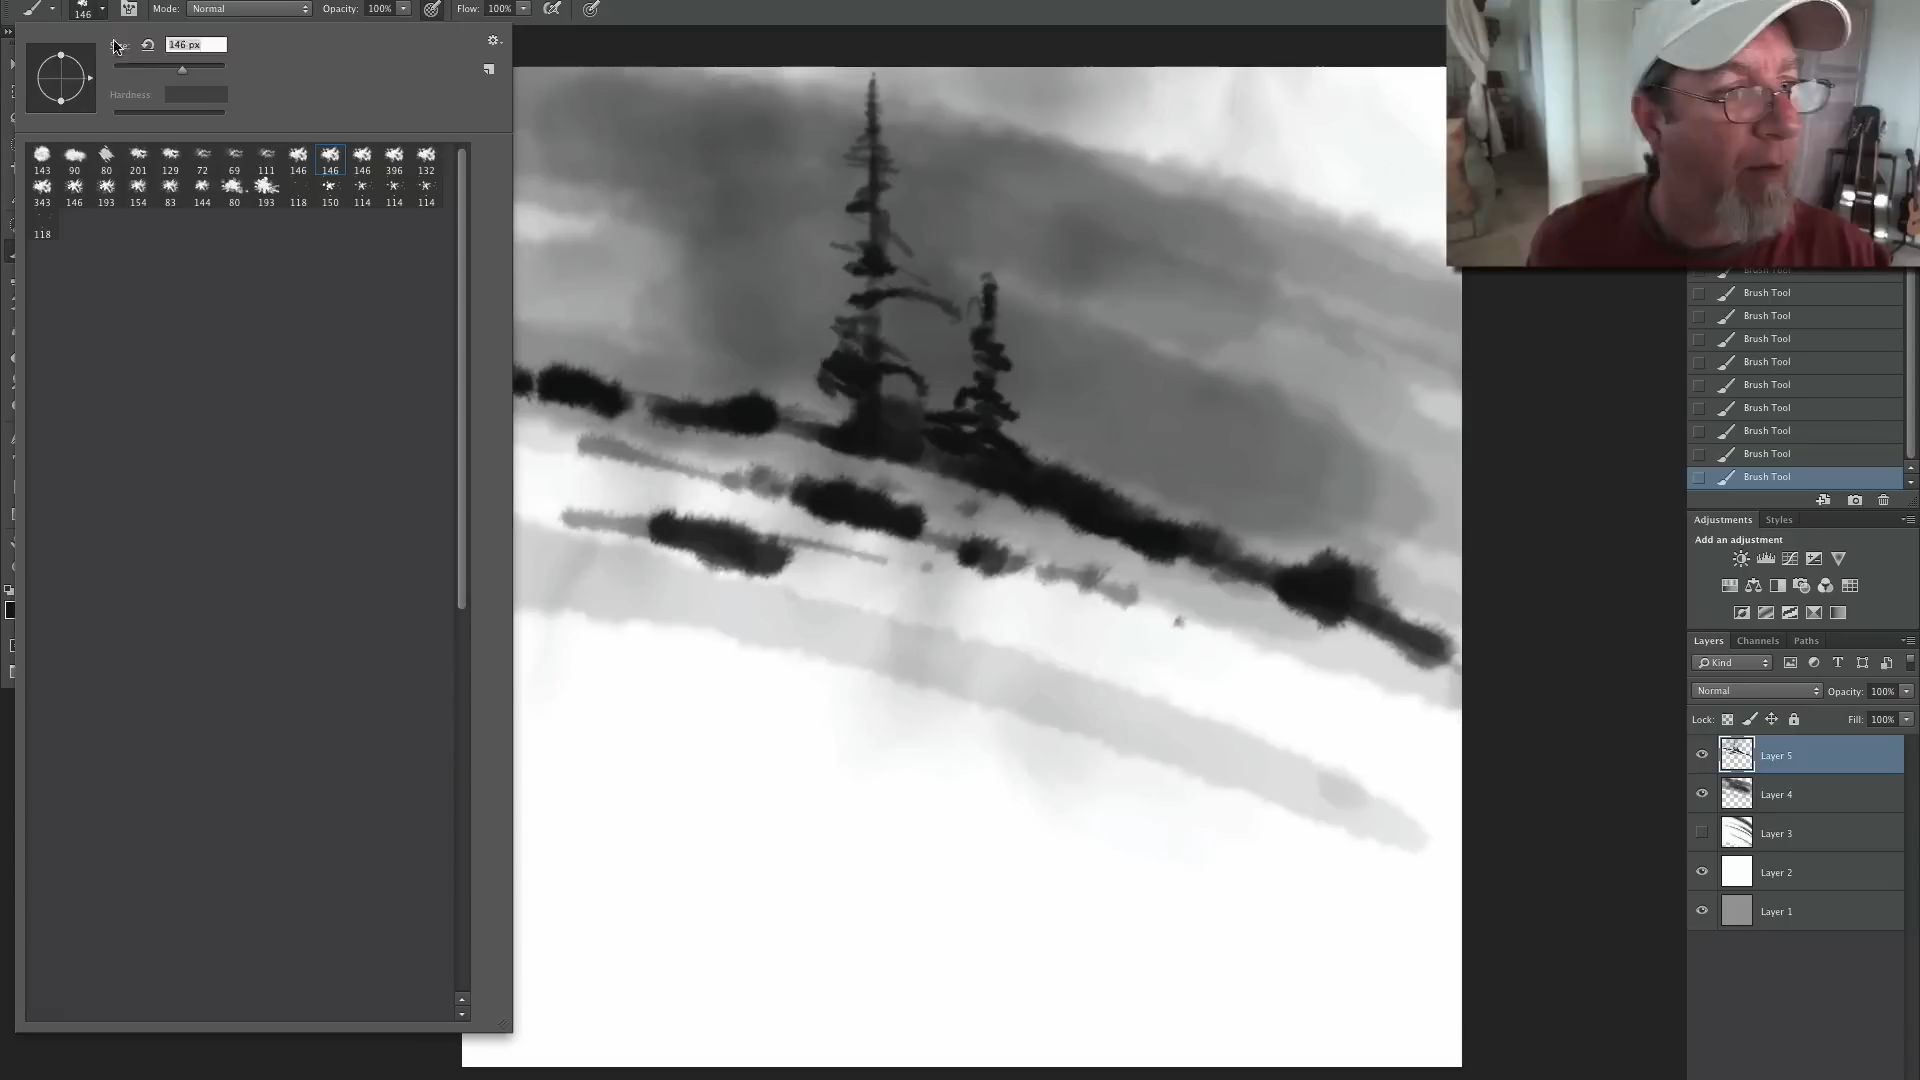 146
Mode: Normal Opacity: 100% Flow: 100%
146 px
Hardness:
143 90 80 201 129 72 69 111 146 146 146 396 132
343 146 193 154 83 144 80 193 118 150 114 114 114
118
Brush Tool
Brush Tool
Brush Tool
Brush Tool
Brush Tool
Brush Tool
Brush Tool
Brush Tool
Brush Tool
Brush Tool
Adjustments Styles
Add an adjustment
Layers Channels Paths
Kind
Normal Opacity: 100%
Lock: Fill: 100%
Layer 5
Layer 4
Layer 3
Layer 2
Layer 1